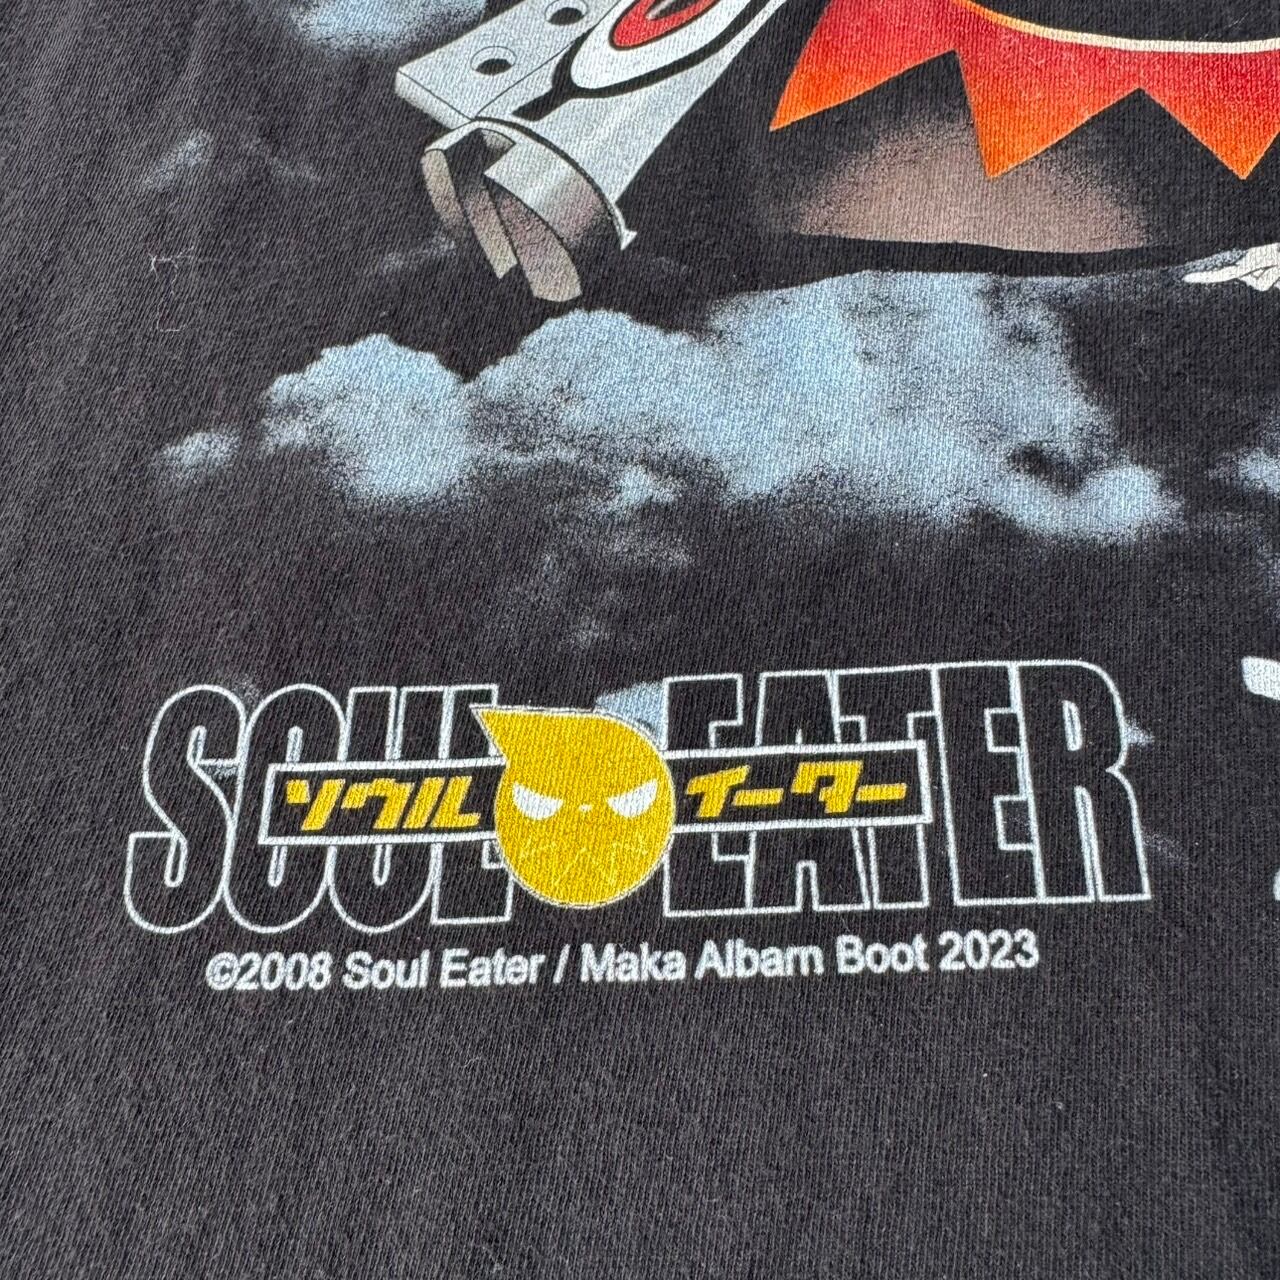 SOUL EATER
ソウル イーター
©2008 Soul Eater / Maka Albarn Boot 2023